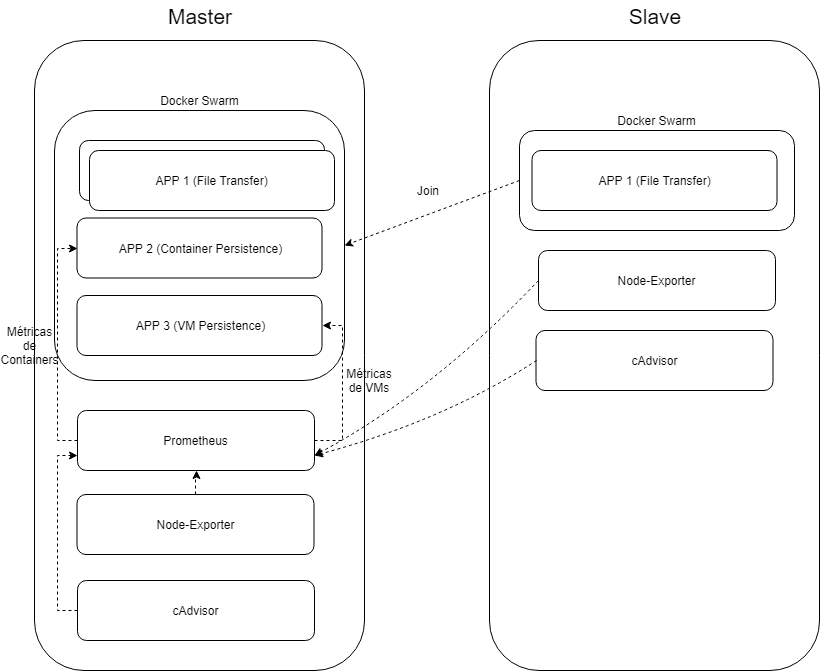 Master
Slave
Docker Swarm
APP 1 (File Transfer)
APP 2 (Container Persistence)
APP 3 (VM Persistence)
Métricas
de
Containers
Métricas
de VMs
Prometheus
Node-Exporter
cAdvisor
Join
Docker Swarm
APP 1 (File Transfer)
Node-Exporter
cAdvisor